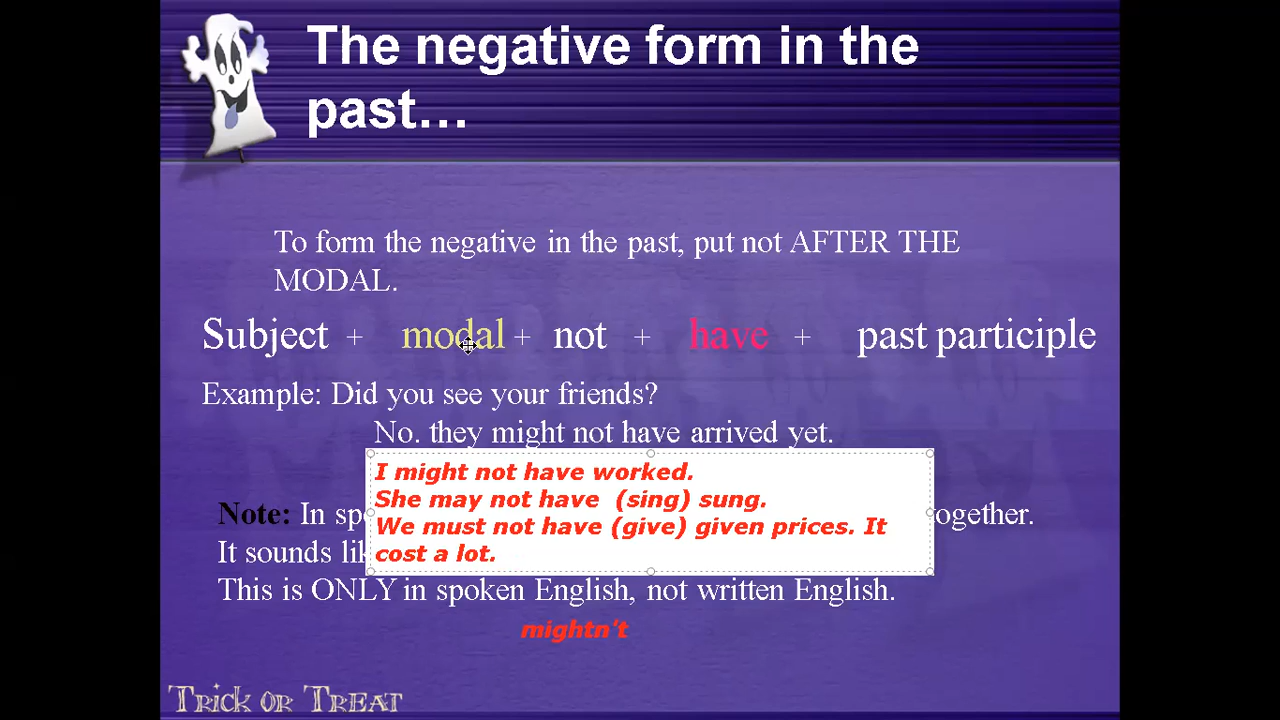 The negative form in the
past…
To form the negative in the past, put not AFTER THE
MODAL.
Subject + modal + not + have + past participle
Example: Did you see your friends?
No. they might not have arrived yet.
I might not have worked.
She may not have (sing) sung.
We must not have (give) given prices. It
cost a lot.
Note: In sp ogether.
It sounds lik
This is ONLY in spoken English, not written English.
mightn't
Trick or Treat